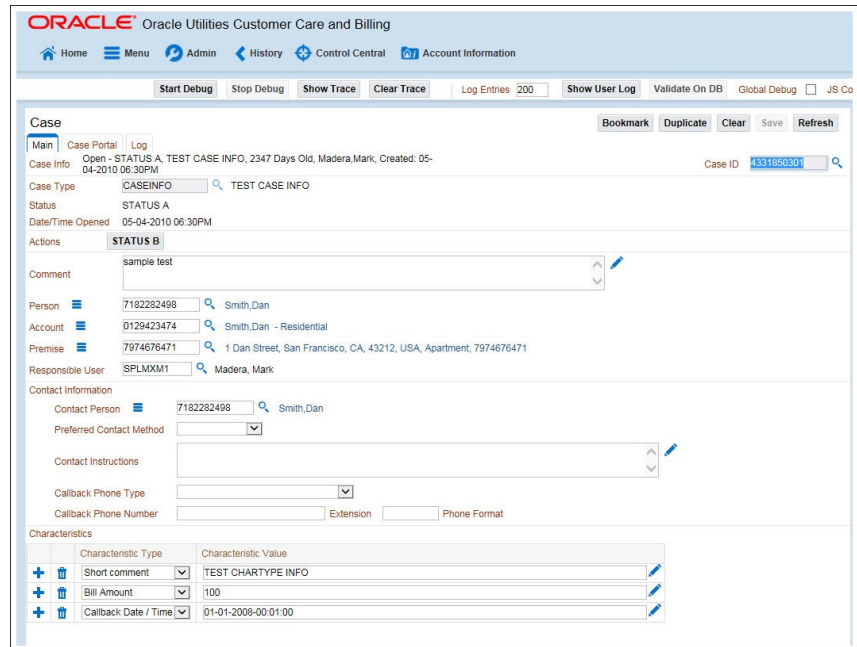 ORACLE® Oracle Utilities Customer Care and Billing
Home Menu Admin History Control Central Account Information
Start Debug Stop Debug Show Trace Clear Trace Log Entries 200 Show User Log Validate On DB Global Debug JS Co
Case Bookmark Duplicate Clear Save Refresh
Main Case Portal Log
Case Info Open - STATUS A, TEST CASE INFO, 2347 Days Old, Madera,Mark, Created: 05-
04-2010 06:30PM
Case ID 4331850301
Case Type CASEINFO TEST CASE INFO
Status STATUS A
Date/Time Opened 05-04-2010 06:30PM
Actions STATUS B
Comment sample test
Person 7182282498 Smith,Dan
Account 0129423474 Smith,Dan - Residential
Premise 7974676471 1 Dan Street, San Francisco, CA, 43212, USA, Apartment, 7974676471
Responsible User SPLMXM1 Madera, Mark
Contact Information
Contact Person 7182282498 Smith,Dan
Preferred Contact Method
Contact Instructions
Callback Phone Type
Callback Phone Number Extension Phone Format
Characteristics
Characteristic Type Characteristic Value
Short comment TEST CHARTYPE INFO
Bill Amount 100
Callback Date / Time 01-01-2008-00:01:00